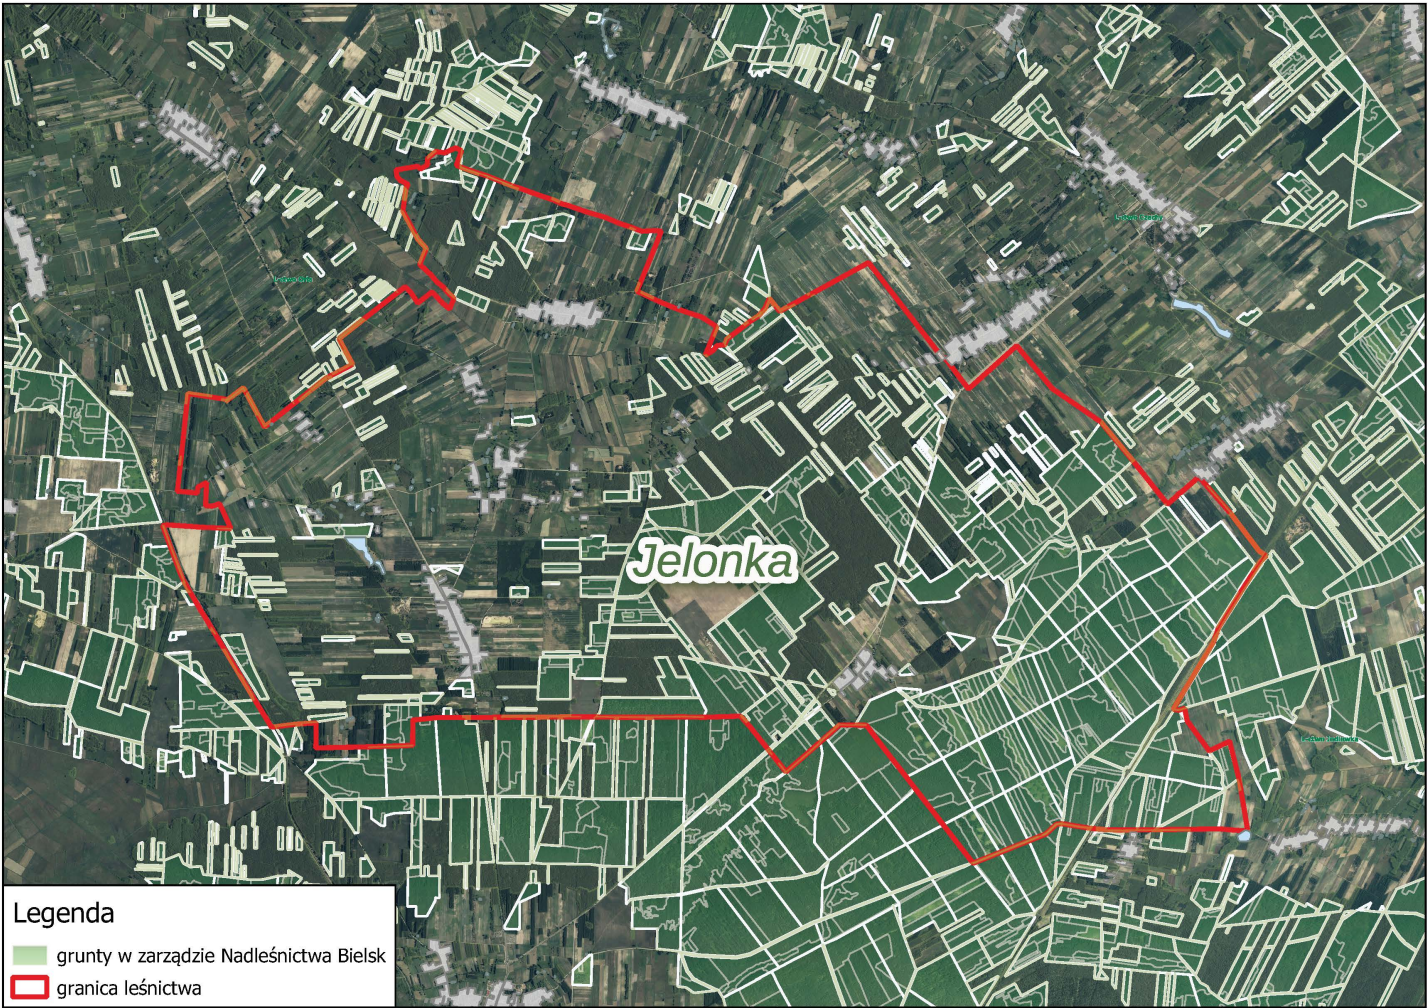 Jelonka
Legenda
grunty w zarządzie Nadleśnictwa Bielsk
granica leśnictwa